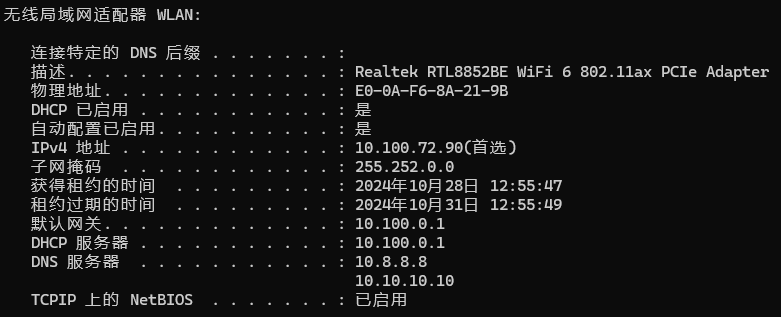 无线局域网适配器 WLAN:
连接特定的 DNS 后缀 . . . . . . . :
描述. . . . . . . . . . . . . . . : Realtek RTL8852BE WiFi 6 802.11ax PCIe Adapter
物理地址. . . . . . . . . . . . . : E0-0A-F6-8A-21-9B
DHCP 已启用 . . . . . . . . . . . : 是
自动配置已启用. . . . . . . . . . : 是
IPv4 地址 . . . . . . . . . . . . : 10.100.72.90(首选)
子网掩码 . . . . . . . . . . . . : 255.252.0.0
获得租约的时间 . . . . . . . . . : 2024年10月28日 12:55:47
租约过期的时间 . . . . . . . . . : 2024年10月31日 12:55:49
默认网关. . . . . . . . . . . . . : 10.100.0.1
DHCP 服务器 . . . . . . . . . . . : 10.100.0.1
DNS 服务器 . . . . . . . . . . . : 10.8.8.8
10.10.10.10
TCPIP 上的 NetBIOS . . . . . . . : 已启用